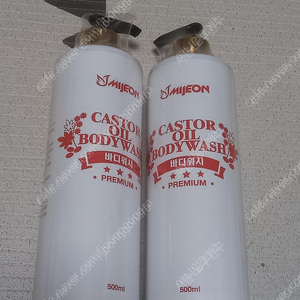 MIJEON
CASTOR
OIL
BODYWASH
바디워시
★ ★ ★
PREMIUM
500ml
MIJEON
CASTOR
OIL
BODYWASH
바디워시
★ ★ ★
PREMIUM
500ml